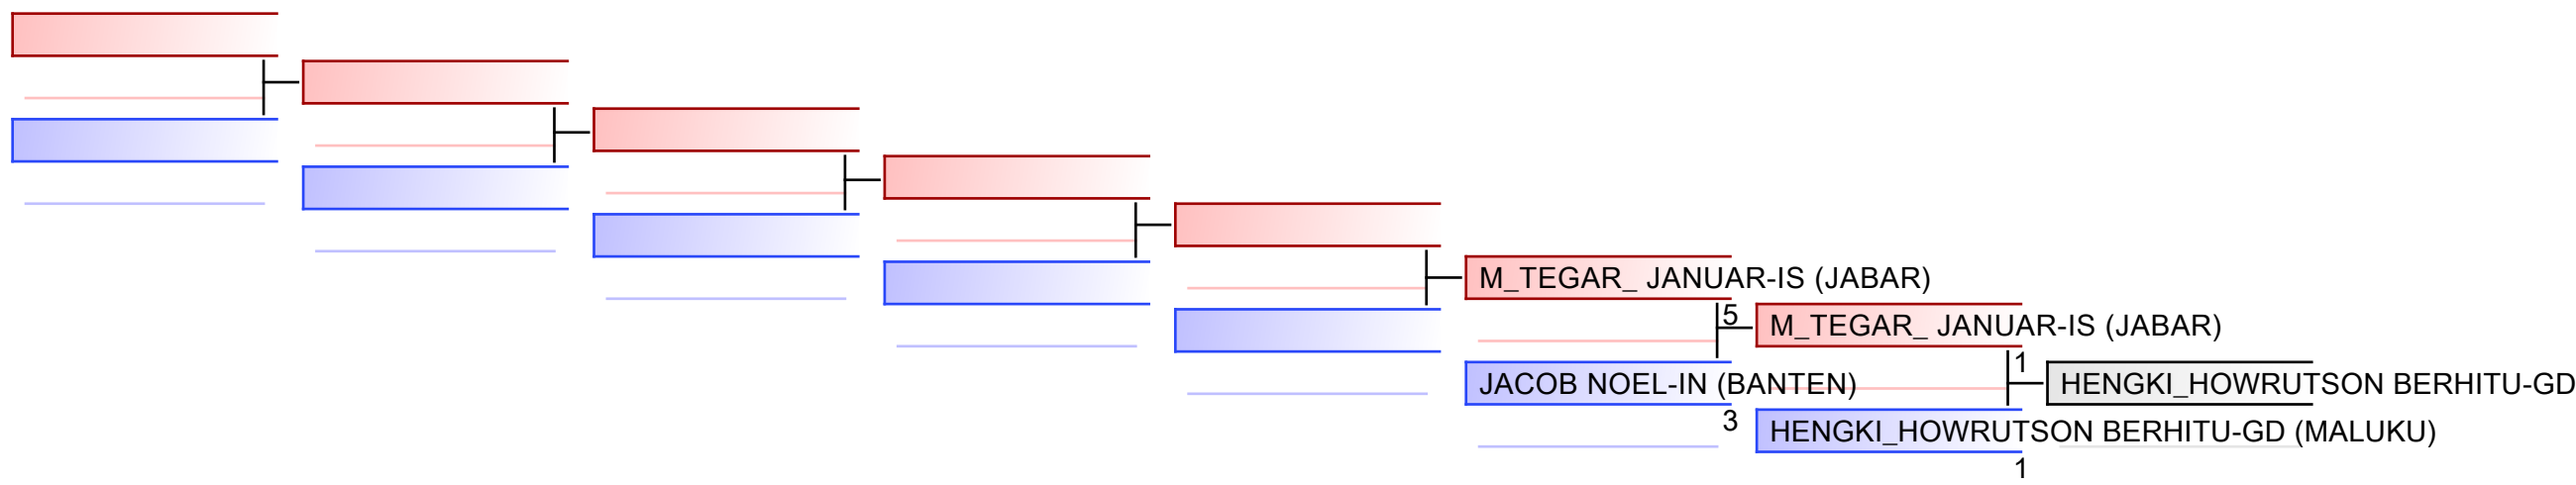 M_TEGAR_ JANUAR-IS (JABAR)
5
M_TEGAR_ JANUAR-IS (JABAR)
1
JACOB NOEL-IN (BANTEN)
HENGKI_HOWRUTSON BERHITU-GD
3
HENGKI_HOWRUTSON BERHITU-GD (MALUKU)
1